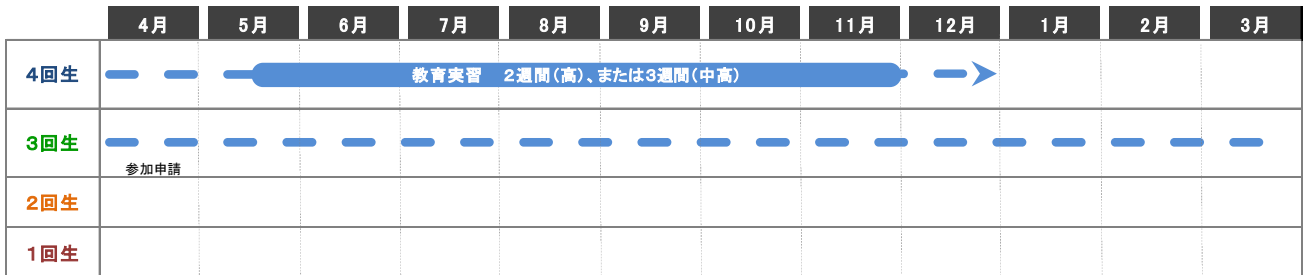 4月 5月 6月 7月 8月 9月 10月 11月 12月 1月 2月 3月
4回生
教育実習　2週間(高)、または3週間(中高)
3回生
参加申請
2回生
1回生